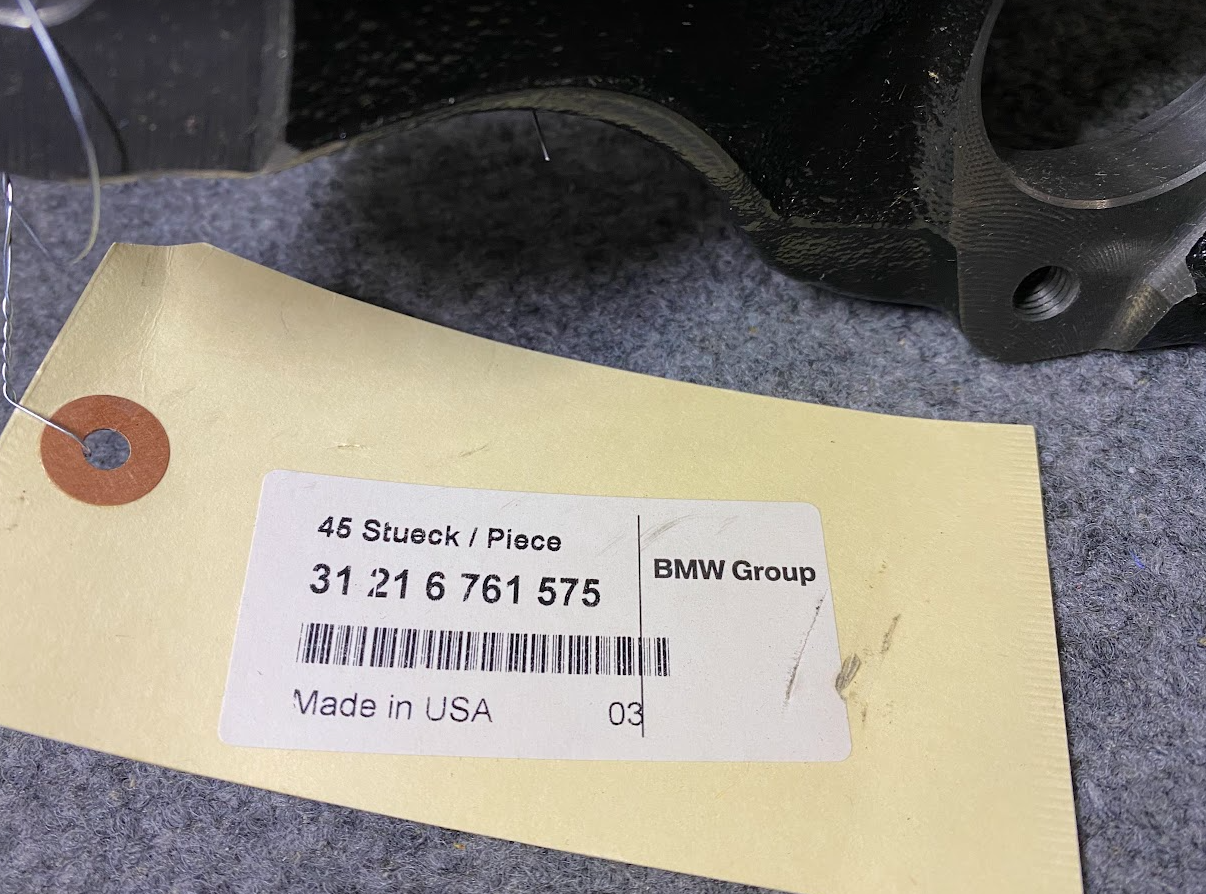 45 Stueck / Piece
31 21 6 761 575
BMW Group
Made in USA
03